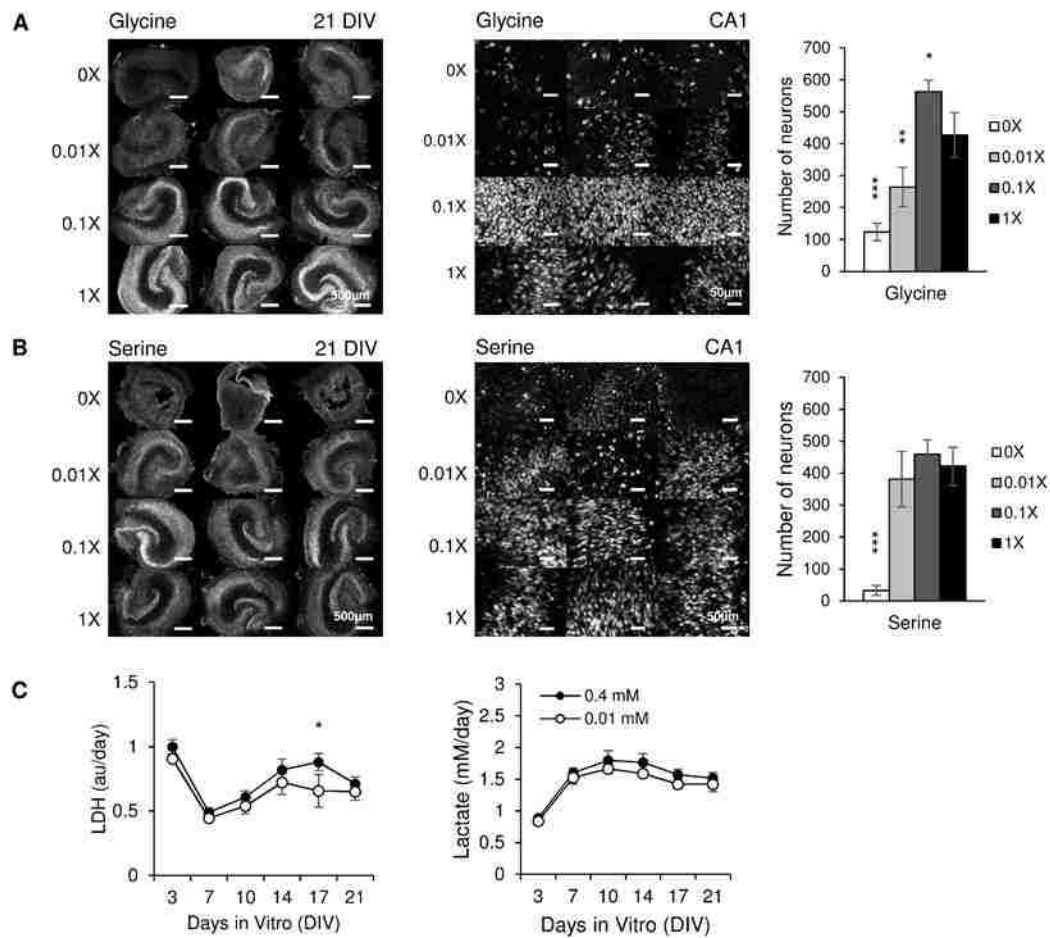 A
Glycine 21 DIV
0X
0.01X
0.1X
1X
500µm
Glycine CA1
0X
0.01X
0.1X
1X
50µm
Number of neurons
700
600
500
400
300
200
100
0
***
**
*
0X
0.01X
0.1X
1X
Glycine
B
Serine 21 DIV
0X
0.01X
0.1X
1X
500µm
Serine CA1
0X
0.01X
0.1X
1X
50µm
Number of neurons
700
600
500
400
300
200
100
0
***
0X
0.01X
0.1X
1X
Serine
C
LDH (au/day)
1.5
1
0.5
0
*
3 7 10 14 17 21
Days in Vitro (DIV)
Lactate (mM/day)
3
2.5
2
1.5
1
0.5
0
0.4 mM
0.01 mM
3 7 10 14 17 21
Days in Vitro (DIV)